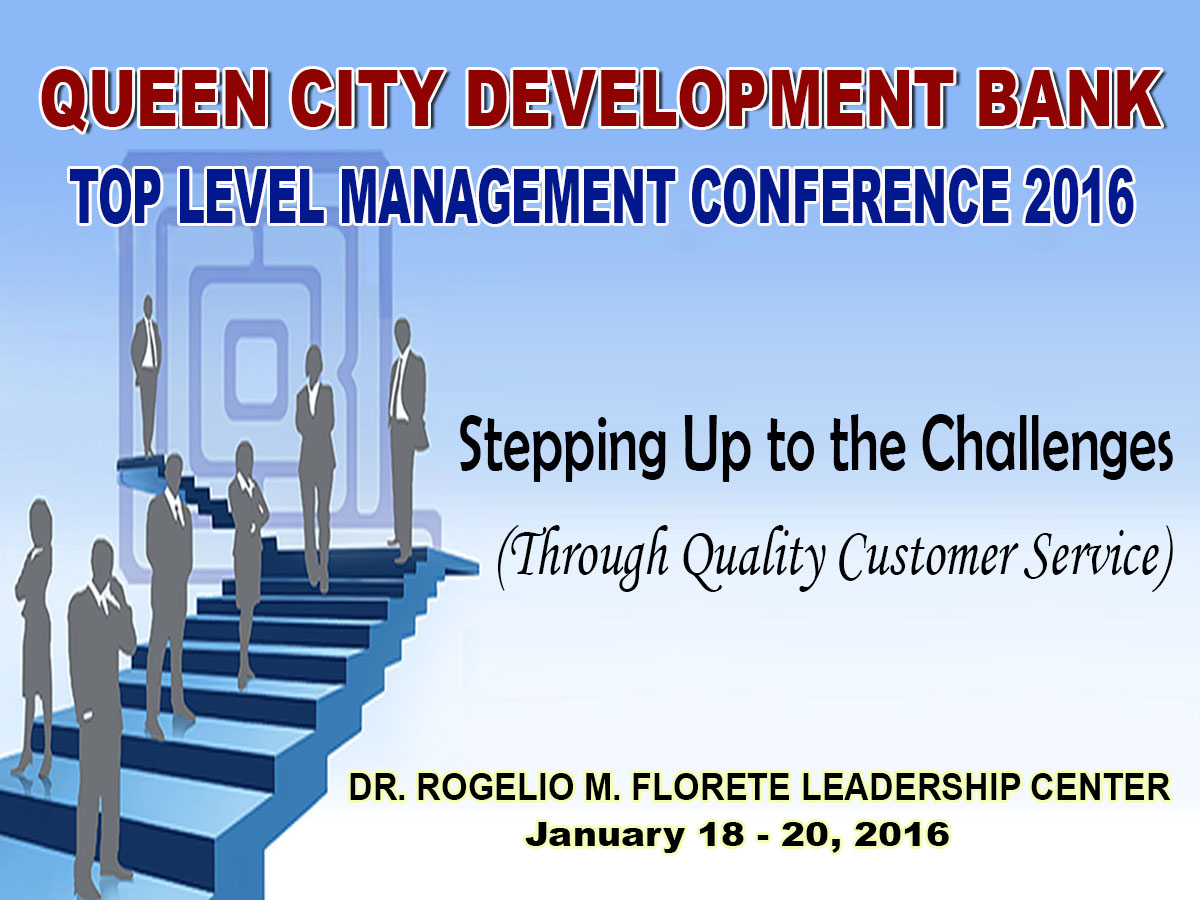 QUEEN CITY DEVELOPMENT BANK
TOP LEVEL MANAGEMENT CONFERENCE 2016
Stepping Up to the Challenges
(Through Quality Customer Service)
DR. ROGELIO M. FLORETE LEADERSHIP CENTER
January 18 - 20, 2016